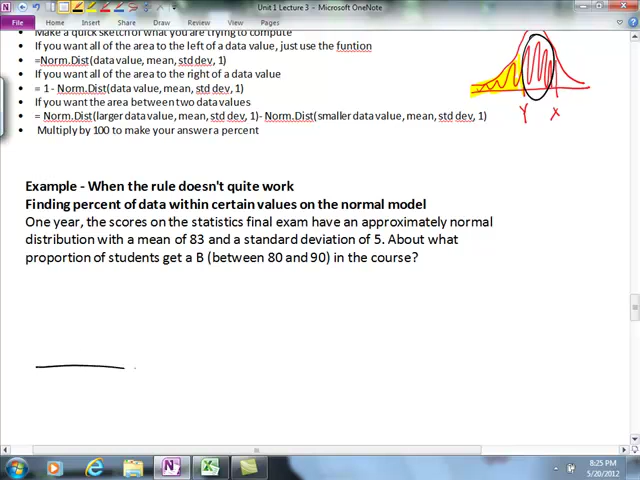 Unit 1 Lecture 3 - Microsoft OneNote
File Home Insert Share Draw Review View
Make a quick sketch of what you are trying to compute
If you want all of the area to the left of a data value, just use the funtion
=Norm.Dist(data value, mean, std dev, 1)
If you want all of the area to the right of a data value
= 1 - Norm.Dist(data value, mean, std dev, 1)
If you want the area between two data values
= Norm.Dist(larger data value, mean, std dev, 1)- Norm.Dist(smaller data value, mean, std dev, 1)
Multiply by 100 to make your answer a percent
Y X
Example - When the rule doesn't quite work
Finding percent of data within certain values on the normal model
One year, the scores on the statistics final exam have an approximately normal
distribution with a mean of 83 and a standard deviation of 5. About what
proportion of students get a B (between 80 and 90) in the course?
8:25 PM
5/20/2012